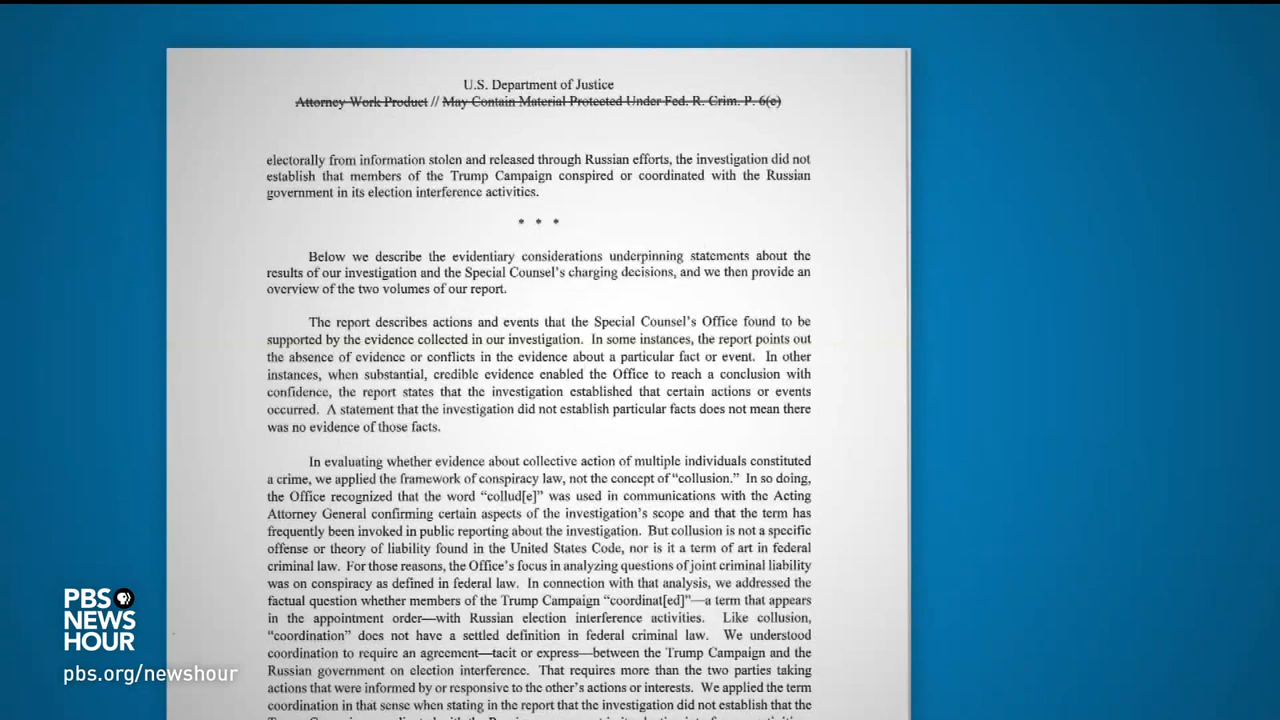 U.S. Department of Justice
Attorney Work Product // May Contain Material Protected Under Fed. R. Crim. P. 6(e)
electorally from information stolen and released through Russian efforts, the investigation did not
establish that members of the Trump Campaign conspired or coordinated with the Russian
government in its election interference activities.
* * *
Below we describe the evidentiary considerations underpinning statements about the
results of our investigation and the Special Counsel's charging decisions, and we then provide an
overview of the two volumes of our report.
The report describes actions and events that the Special Counsel's Office found to be
supported by the evidence collected in our investigation. In some instances, the report points out
the absence of evidence or conflicts in the evidence about a particular fact or event. In other
instances, when substantial, credible evidence enabled the Office to reach a conclusion with
confidence, the report states that the investigation established that certain actions or events
occurred. A statement that the investigation did not establish particular facts does not mean there
was no evidence of those facts.
In evaluating whether evidence about collective action of multiple individuals constituted
a crime, we applied the framework of conspiracy law, not the concept of "collusion." In so doing,
the Office recognized that the word "collud[e]" was used in communications with the Acting
Attorney General confirming certain aspects of the investigation's scope and that the term has
frequently been invoked in public reporting about the investigation. But collusion is not a specific
offense or theory of liability found in the United States Code, nor is it a term of art in federal
criminal law. For those reasons, the Office's focus in analyzing questions of joint criminal liability
was on conspiracy as defined in federal law. In connection with that analysis, we addressed the
factual question whether members of the Trump Campaign "coordinat[ed]"—a term that appears
in the appointment order—with Russian election interference activities. Like collusion,
"coordination" does not have a settled definition in federal criminal law. We understood
coordination to require an agreement—tacit or express—between the Trump Campaign and the
Russian government on election interference. That requires more than the two parties taking
actions that were informed by or responsive to the other's actions or interests. We applied the term
coordination in that sense when stating in the report that the investigation did not establish that the
PBS
NEWS
HOUR
pbs.org/newshour